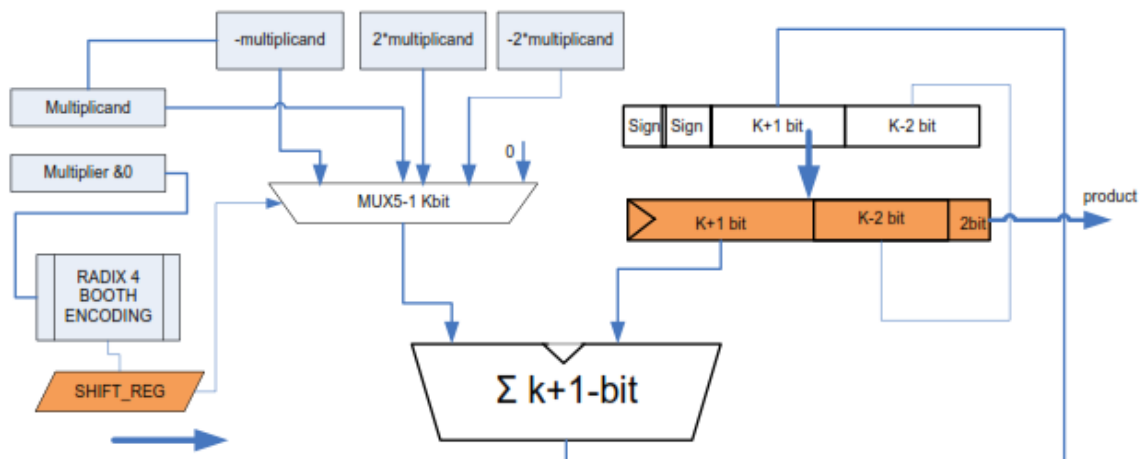 -multiplicand
2*multiplicand
-2*multiplicand
Multiplicand
Sign
Sign
K+1 bit
K-2 bit
0
Multiplier &0
MUX5-1 Kbit
product
K+1 bit
K-2 bit
2bit
RADIX 4
BOOTH
ENCODING
SHIFT_REG
Σ k+1-bit